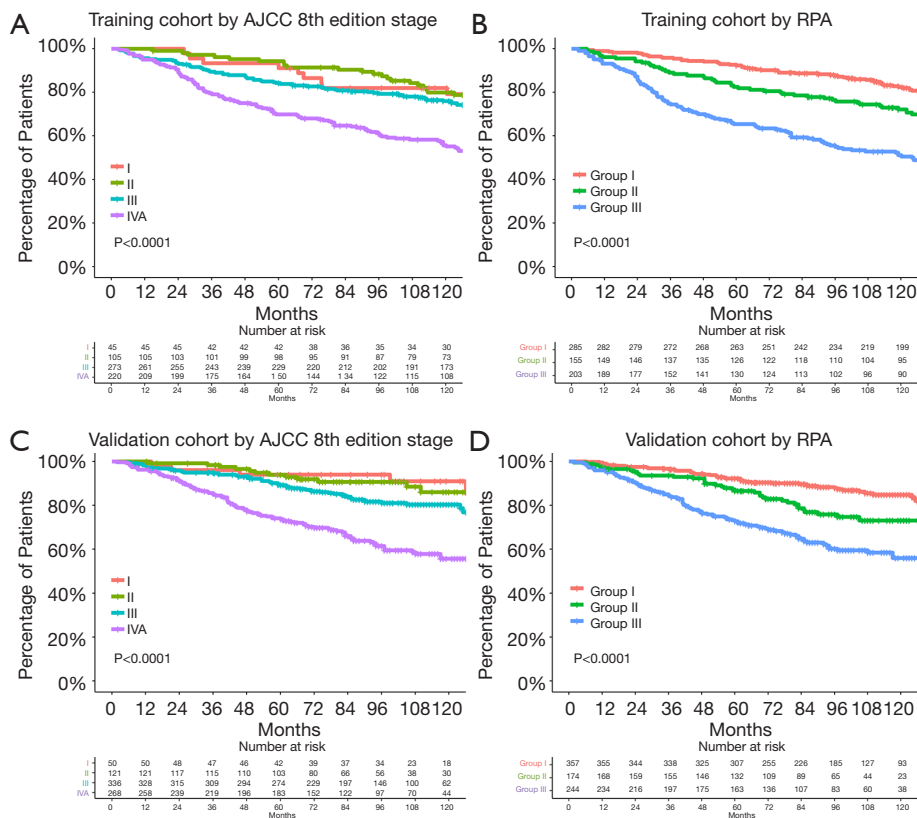 A
Training cohort by AJCC 8th edition stage
100%
80%
60%
40%
20%
0%
Percentage of Patients
I
II
III
IVA
P<0.0001
0 12 24 36 48 60 72 84 96 108 120
Months
Number at risk
I 45 45 45 42 42 42 38 36 35 34 30
II 105 105 103 101 99 98 95 91 87 79 73
III 273 261 255 243 239 229 220 212 202 191 173
IVA 220 209 199 175 164 1 50 144 1 34 122 115 108
0 12 24 36 48 60 72 84 96 108 120
Months
B
Training cohort by RPA
100%
80%
60%
40%
20%
0%
Percentage of Patients
Group I
Group II
Group III
P<0.0001
0 12 24 36 48 60 72 84 96 108 120
Months
Number at risk
Group I 285 282 279 272 268 263 251 242 234 219 199
Group II 155 149 146 137 135 126 122 118 110 104 95
Group III 203 189 177 152 141 130 124 113 102 96 90
0 12 24 36 48 60 72 84 96 108 120
Months
C
Validation cohort by AJCC 8th edition stage
100%
80%
60%
40%
20%
0%
Percentage of Patients
I
II
III
IVA
P<0.0001
0 12 24 36 48 60 72 84 96 108 120
Months
Number at risk
I 50 50 48 47 46 42 39 37 34 23 18
II 121 121 117 115 110 103 80 66 56 38 30
III 336 328 315 309 294 274 229 197 146 100 62
IVA 268 258 239 219 196 183 152 122 97 70 44
0 12 24 36 48 60 72 84 96 108 120
Months
D
Validation cohort by RPA
100%
80%
60%
40%
20%
0%
Percentage of Patients
Group I
Group II
Group III
P<0.0001
0 12 24 36 48 60 72 84 96 108 120
Months
Number at risk
Group I 357 355 344 338 325 307 255 226 185 127 93
Group II 174 168 159 155 146 132 109 89 65 44 23
Group III 244 234 216 197 175 163 136 107 83 60 38
0 12 24 36 48 60 72 84 96 108 120
Months